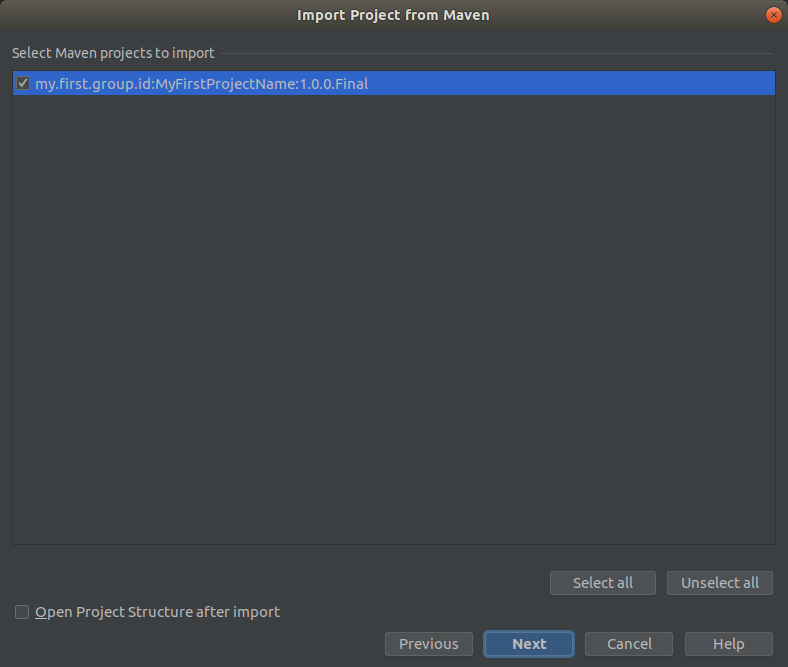 Import Project from Maven
Select Maven projects to import
my.first.group.id:MyFirstProjectName:1.0.0.Final
Select all
Unselect all
Open Project Structure after import
Previous
Next
Cancel
Help